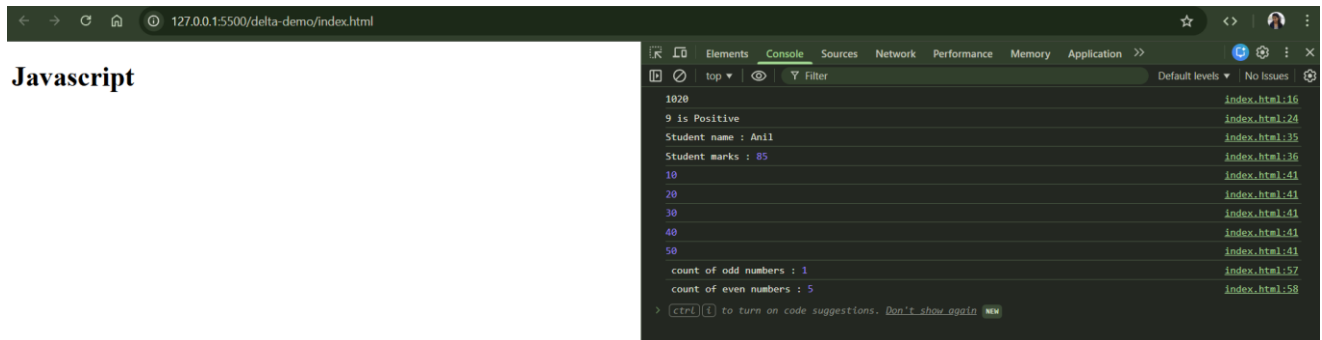 127.0.0.1:5500/delta-demo/index.html
Javascript
Elements Console Sources Network Performance Memory Application
top Filter Default levels No Issues
1020 index.html:16
9 is Positive index.html:24
Student name : Anil index.html:35
Student marks : 85 index.html:36
10 index.html:41
20 index.html:41
30 index.html:41
40 index.html:41
50 index.html:41
count of odd numbers : 1 index.html:57
count of even numbers : 5 index.html:58
ctrl i to turn on code suggestions. Don't show again NEW